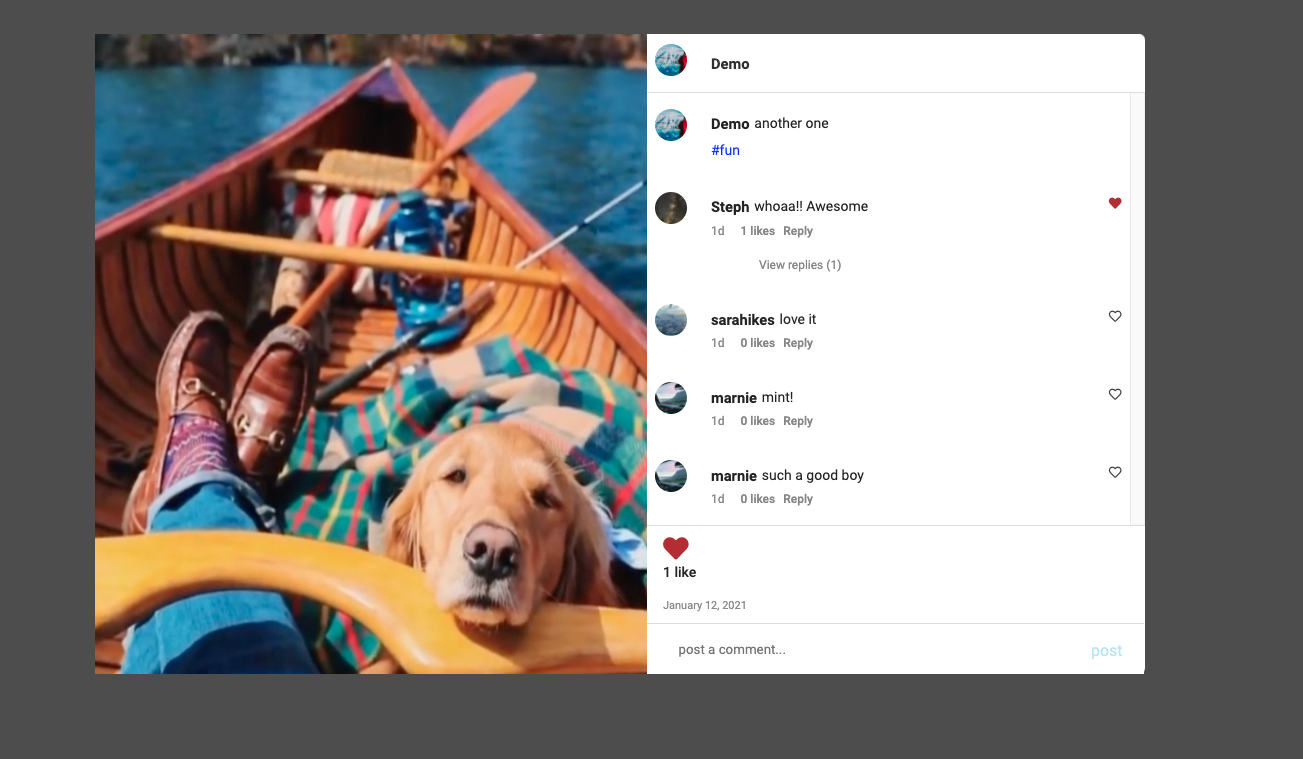 Demo
Demo another one
#fun
Steph whoaa!! Awesome
1d 1 likes Reply
View replies (1)
sarahikes love it
1d 0 likes Reply
marnie mint!
1d 0 likes Reply
marnie such a good boy
1d 0 likes Reply
1 like
January 12, 2021
post a comment... post